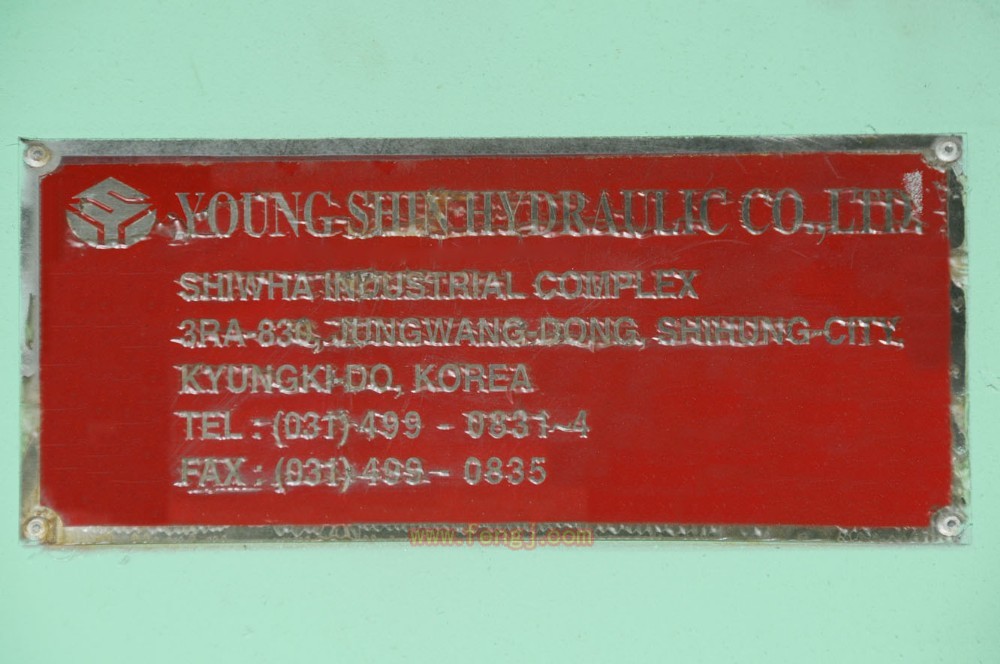 YOUNG SHIN HYDRAULIC CO.,LTD.
SHIWHA INDUSTRIAL COMPLEX
3RA-830, JUNGWANG-DONG, SHIHUNG-CITY,
KYUNGKI-DO, KOREA
TEL : (031) 499 - 0831-4
FAX : (031) 499 - 0835
www.fengj.com